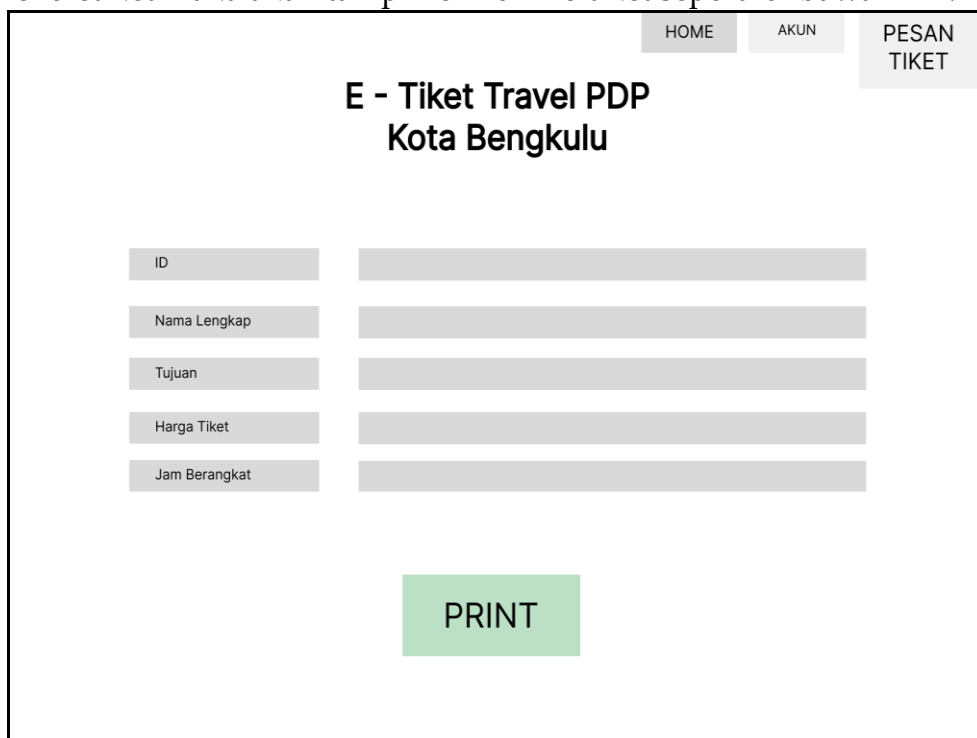 HOME
AKUN
PESAN
TIKET
E - Tiket Travel PDP
Kota Bengkulu
ID
Nama Lengkap
Tujuan
Harga Tiket
Jam Berangkat
PRINT